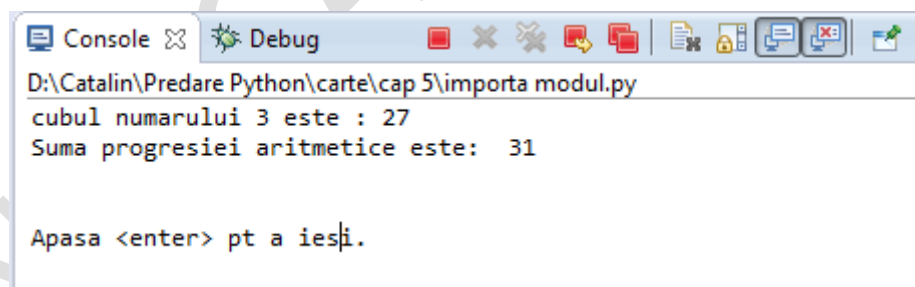 Console Debug
D:\Catalin\Predare Python\carte\cap 5\importa modul.py
cubul numarului 3 este : 27
Suma progresiei aritmetice este:  31
Apasa <enter> pt a iesi.